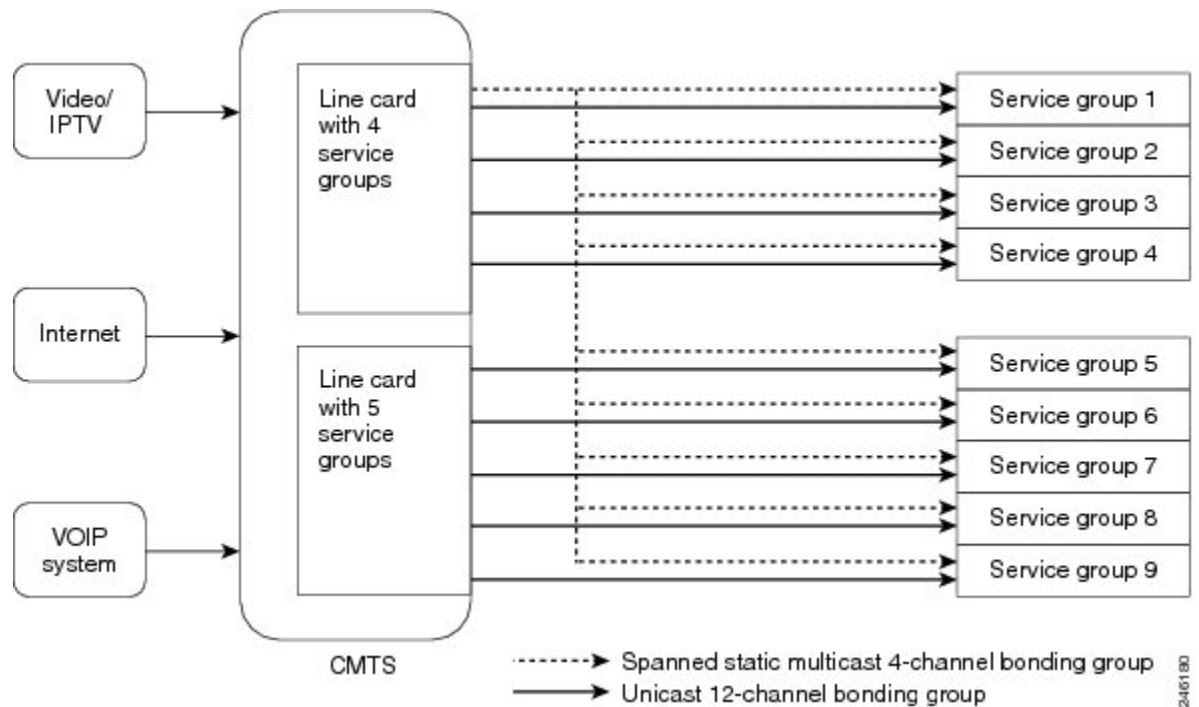 Video/
IPTV
Internet
VOIP
system
Line card
with 4
service
groups
Line card
with 5
service
groups
CMTS
Service group 1
Service group 2
Service group 3
Service group 4
Service group 5
Service group 6
Service group 7
Service group 8
Service group 9
Spanned static multicast 4-channel bonding group
Unicast 12-channel bonding group
246180